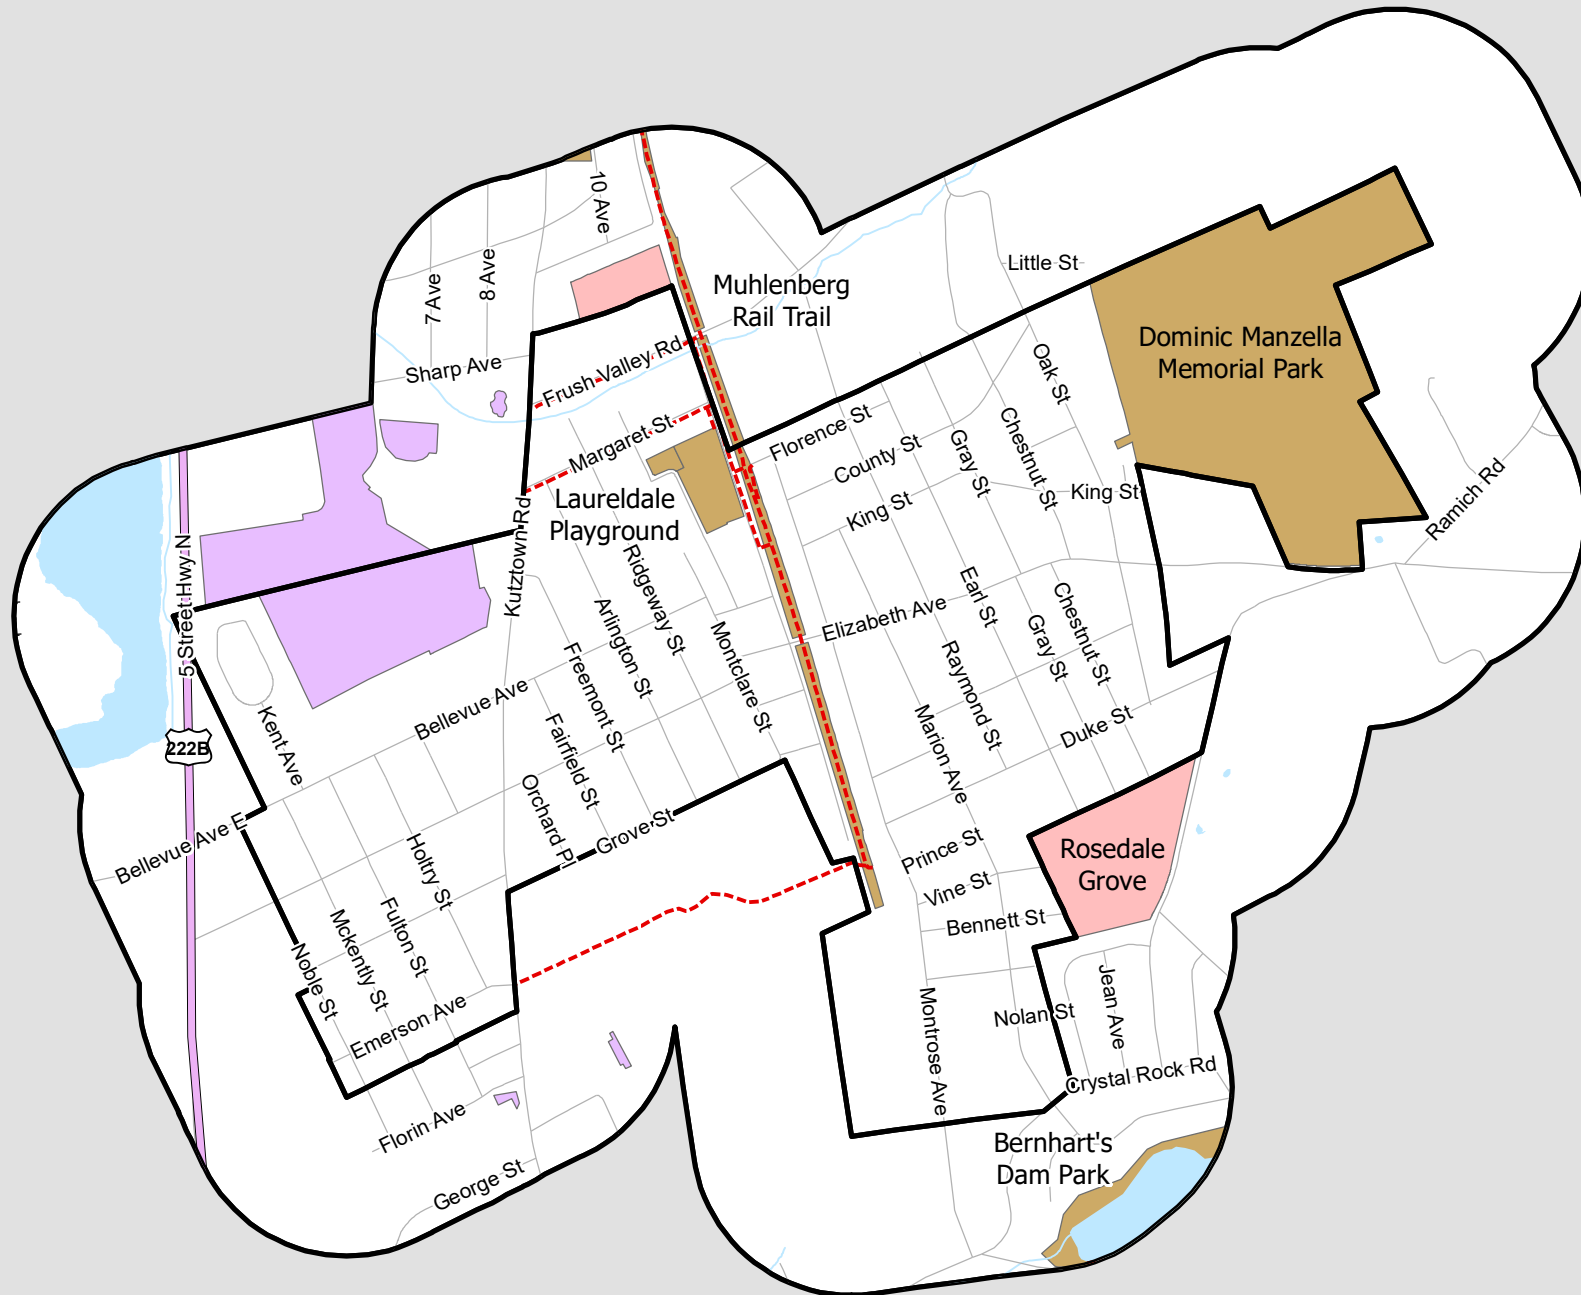 10 Ave
7 Ave
8 Ave
Sharp Ave
Muhlenberg
Rail Trail
Little St
Dominic Manzella
Memorial Park
Frush Valley Rd
Margaret St
Laureldale
Playground
Kutztown Rd
Florence St
County St
King St
Oak St
Gray St
Chestnut St
King St
Ramich Rd
5 Street Hwy N
222B
Ridgeway St
Arlington St
Montclare St
Elizabeth Ave
Earl St
Chestnut St
Gray St
Kent Ave
Bellevue Ave
Freemont St
Fairfield St
Orchard Pl
Grove St
Raymond St
Marion Ave
Duke St
Bellevue Ave E
Holtry St
Prince St
Vine St
Bennett St
Rosedale
Grove
Noble St
Mckently St
Fulton St
Emerson Ave
Montrose Ave
Nolan St
Jean Ave
Crystal Rock Rd
Florin Ave
George St
Bernhart's
Dam Park